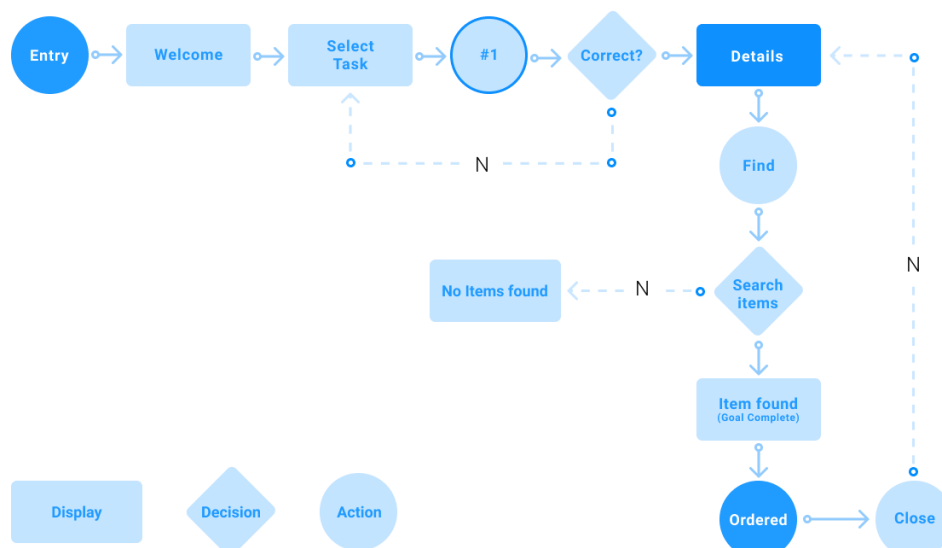 Entry
Welcome
Select
Task
#1
Correct?
Details
N
Find
N
No Items found
N
Search
items
Item found
(Goal Complete)
Display
Decision
Action
Ordered
Close